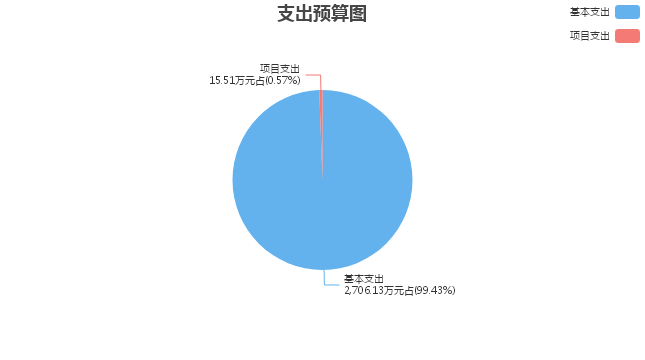 支出预算图
基本支出
项目支出
项目支出
15.51万元占(0.57%)
基本支出
2,706.13万元占(99.43%)